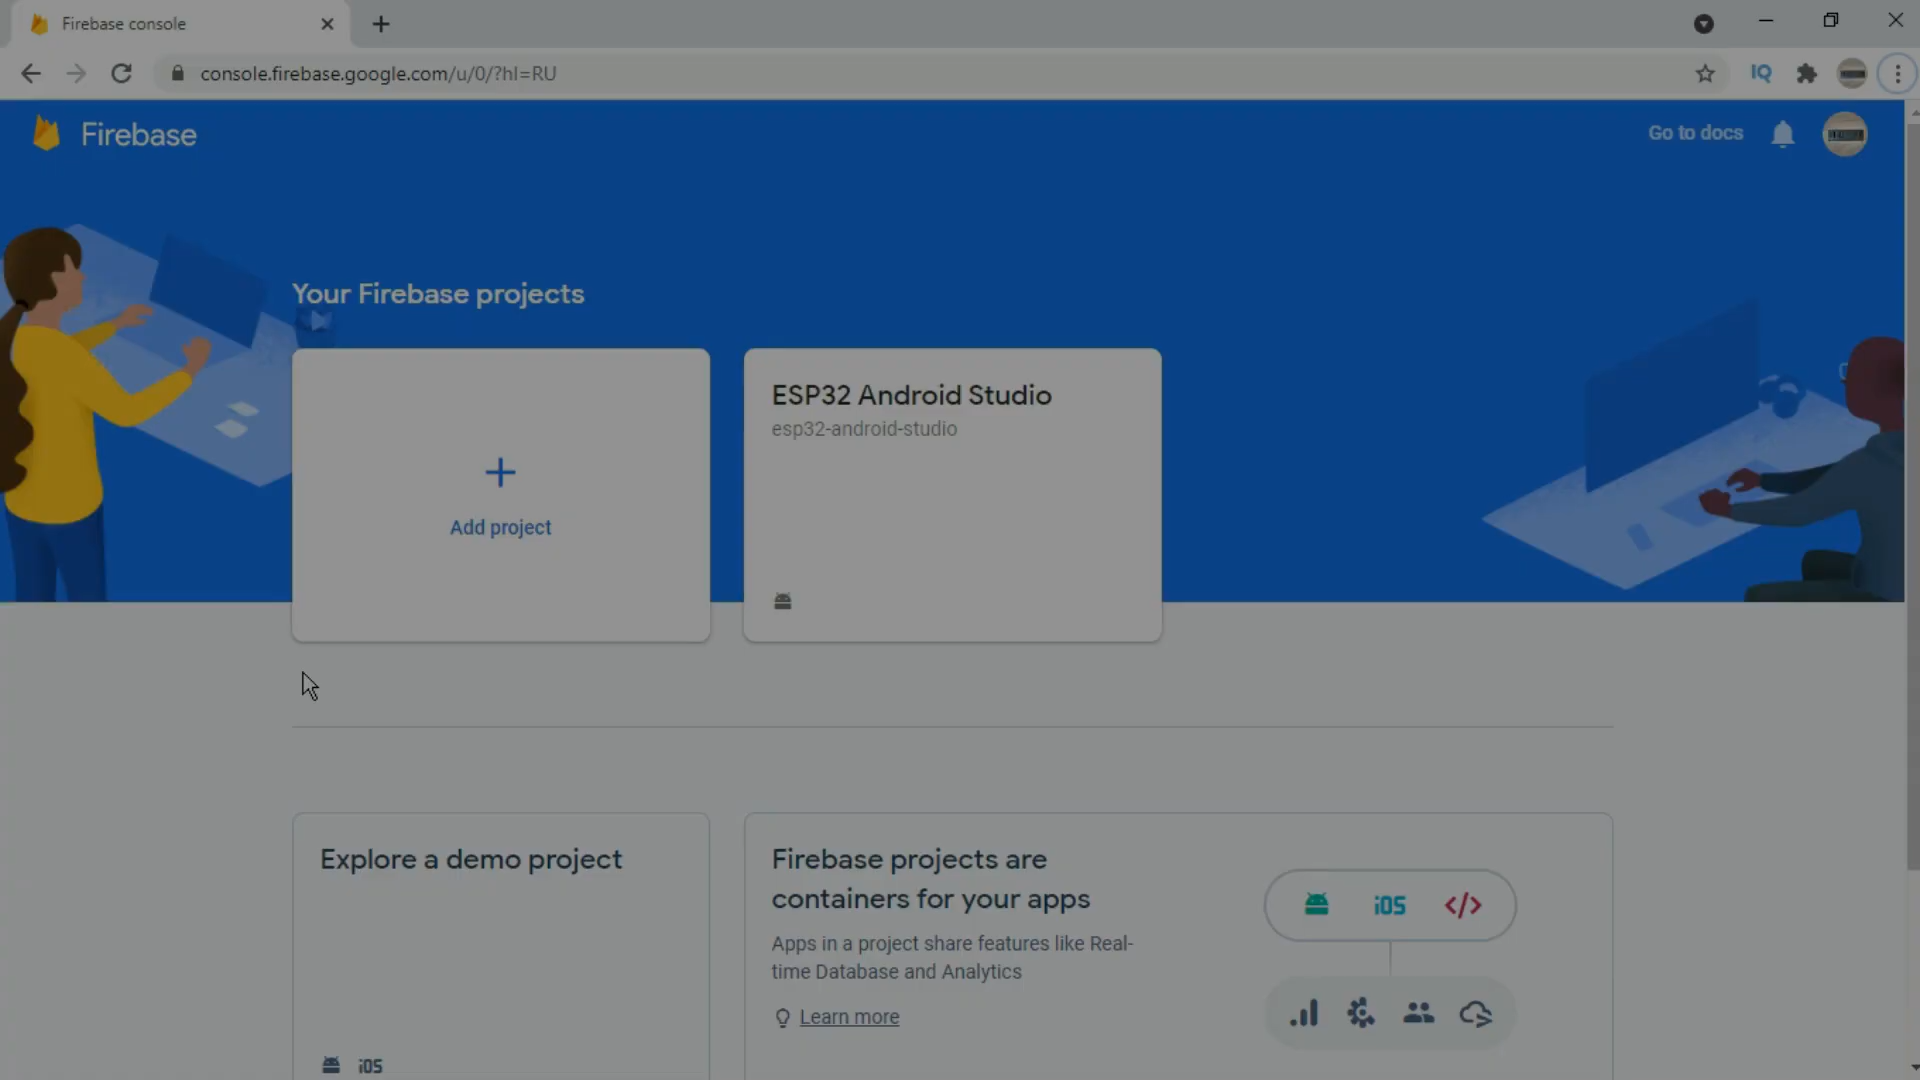 Firebase console
console.firebase.google.com/u/0/?hl=RU
IQ
Firebase
Go to docs
Your Firebase projects
Add project
ESP32 Android Studio
esp32-android-studio
Explore a demo project
iOS
Firebase projects are
containers for your apps
Apps in a project share features like Real-
time Database and Analytics
Learn more
iOS